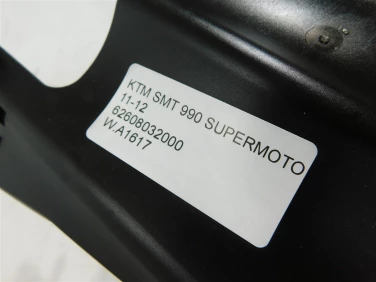 KTM SMT 990 SUPERMOTO
11-12
62608032000
W.A1617